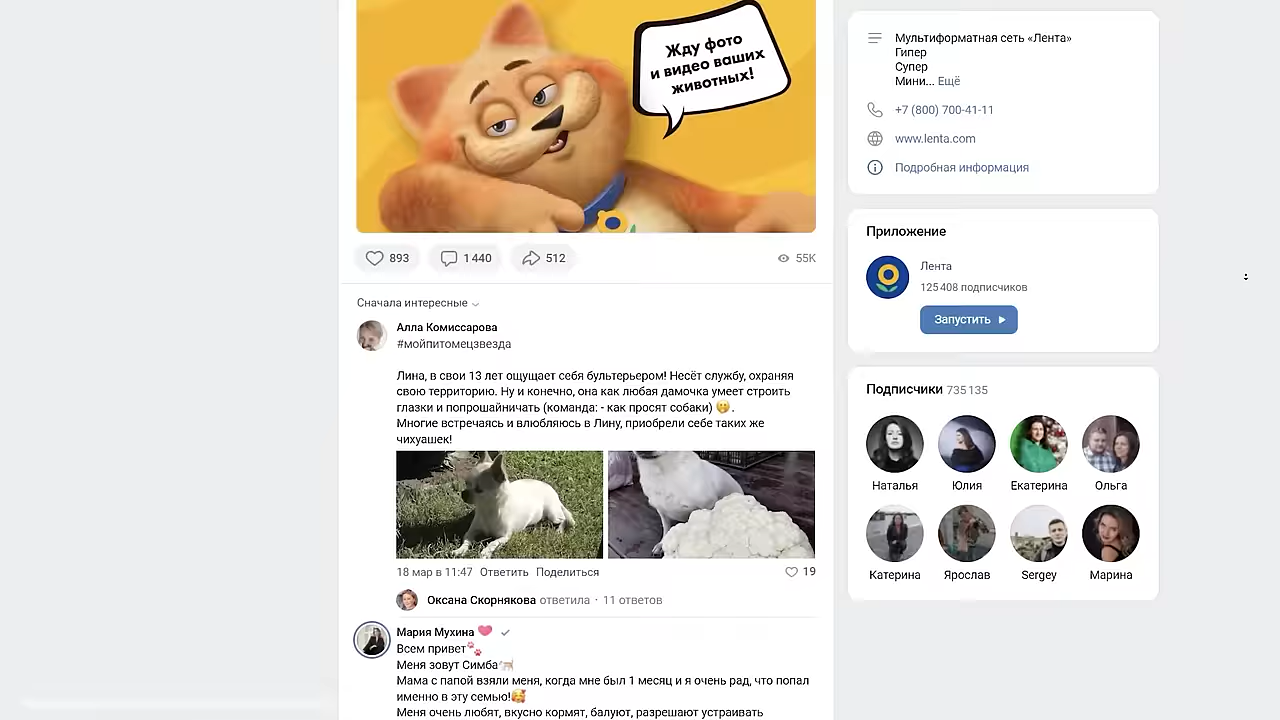 Жду фото
и видео ваших
животных!
893
1440
512
55K
Сначала интересные
Алла Комиссарова
#мойпитомецзвезда
Лина, в свои 13 лет ощущает себя бультерьером! Несёт службу, охраняя
свою территорию. Ну и конечно, она как любая дамочка умеет строить
глазки и попрошайничать (команда: - как просят собаки) 🤫 .
Многие встречаясь и влюбляюсь в Лину, приобрели себе таких же
чихуашек!
18 мар в 11:47 Ответить Поделиться
19
Оксана Скорнякова ответила · 11 ответов
Мария Мухина
Всем привет🐾
Меня зовут Симба🐈
Мама с папой взяли меня, когда мне был 1 месяц и я очень рад, что попал
именно в эту семью!🥰
Меня очень любят, вкусно кормят, балуют, разрешают устраивать
Мультиформатная сеть «Лента»
Гипер
Супер
Мини... Ещё
+7 (800) 700-41-11
www.lenta.com
Подробная информация
Приложение
Лента
125 408 подписчиков
Запустить
Подписчики 735 135
Наталья
Юлия
Екатерина
Ольга
Катерина
Ярослав
Sergey
Марина